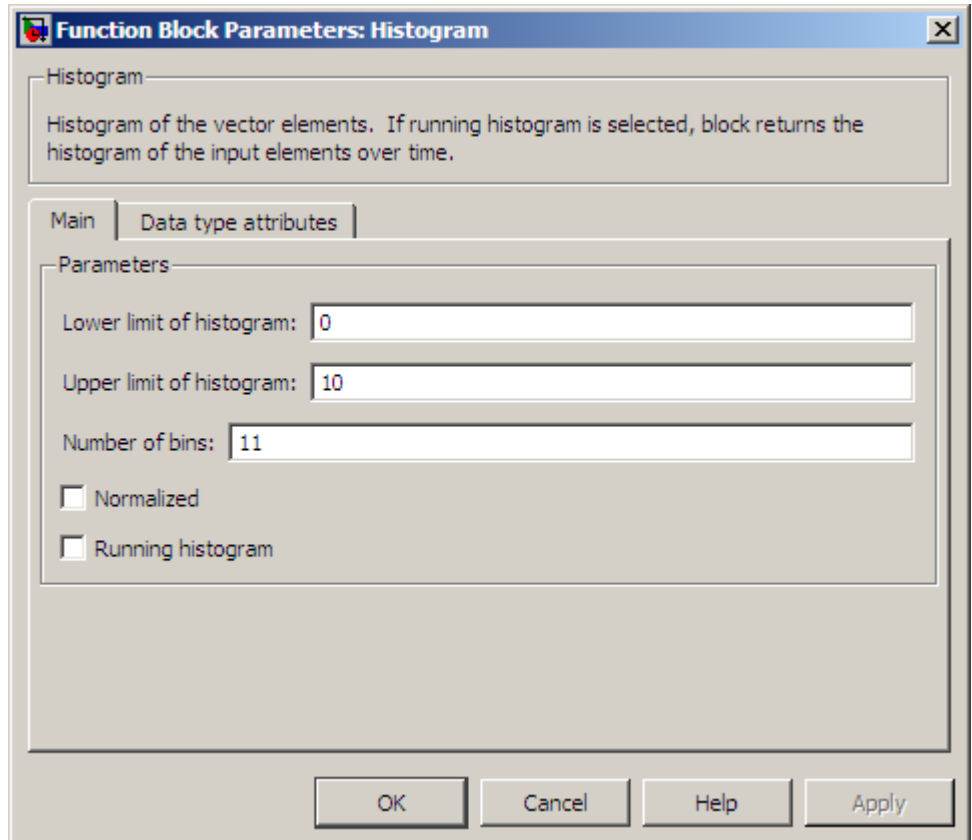 Function Block Parameters: Histogram
Histogram
Histogram of the vector elements.  If running histogram is selected, block returns the
histogram of the input elements over time.
Main
Data type attributes
Parameters
Lower limit of histogram: 0
Upper limit of histogram: 10
Number of bins: 11
Normalized
Running histogram
OK Cancel Help Apply